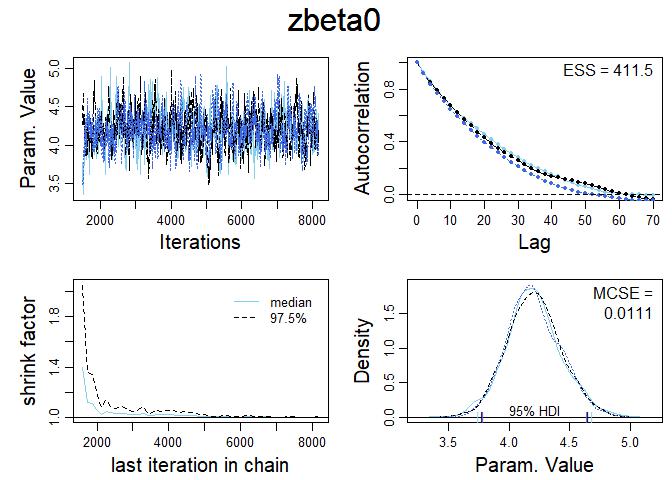 zbeta0
Param. Value
5.0
4.5
4.0
3.5
2000 4000 6000 8000
Iterations
Autocorrelation
0.8
0.4
0.0
ESS = 411.5
0 10 20 30 40 50 60 70
Lag
shrink factor
1.8
1.4
1.0
median
97.5%
2000 4000 6000 8000
last iteration in chain
Density
1.5
1.0
0.5
0.0
MCSE =
0.0111
95% HDI
3.5 4.0 4.5 5.0
Param. Value